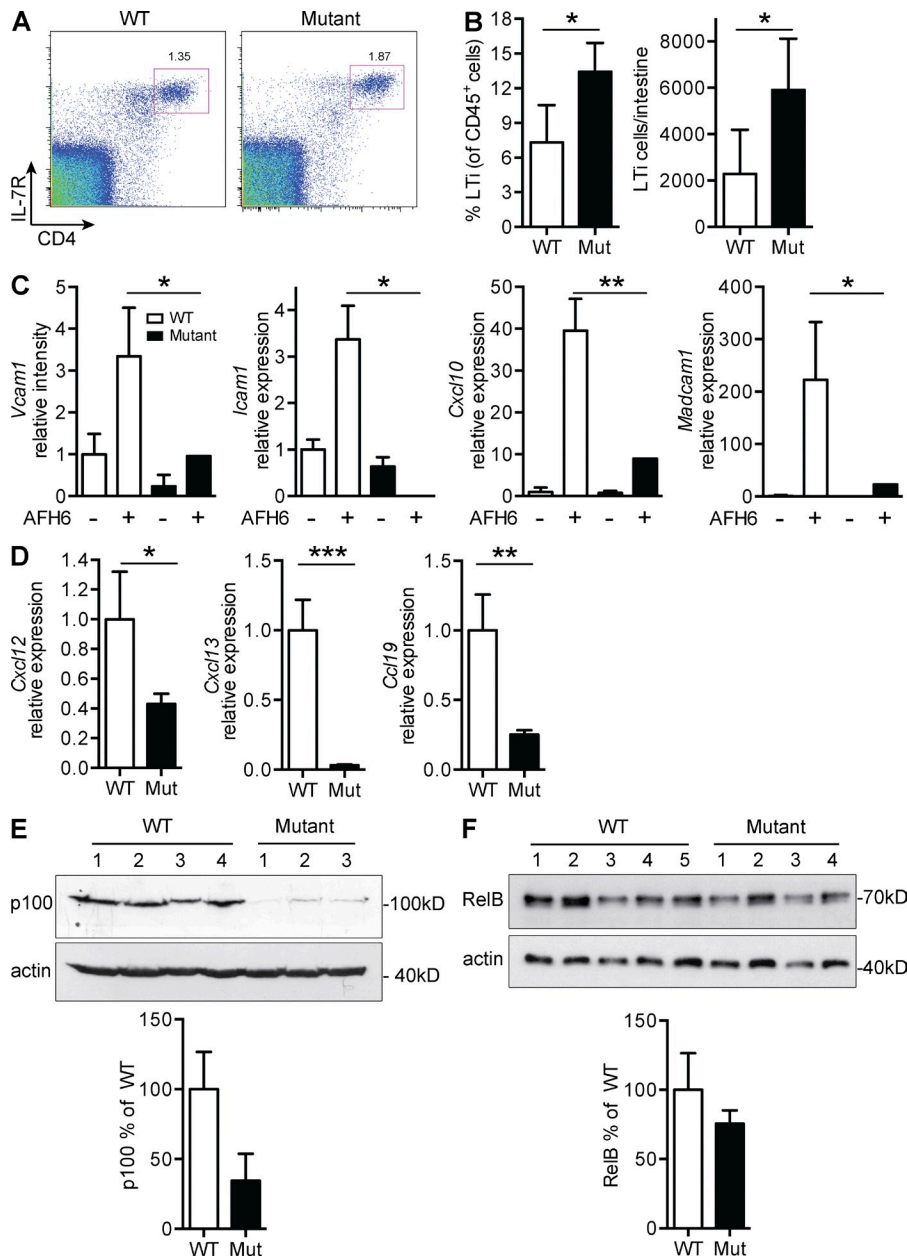 A
WT
Mutant
1.35
1.87
IL-7R
CD4
B
*
*
% LTi (of CD45+ cells)
18
15
12
9
6
3
0
WT
Mut
LTi cells/intestine
8000
6000
4000
2000
0
WT
Mut
C
*
WT
Mutant
Vcam1
relative intensity
5
4
3
2
1
0
AFH6
-
+
-
+
*
Icam1
relative expression
4
3
2
1
0
-
+
-
+
**
Cxcl10
relative expression
50
40
30
20
10
0
AFH6
-
+
-
+
*
Madcam1
relative expression
400
300
200
100
0
AFH6
-
+
-
+
D
*
Cxcl12
relative expression
1.4
1.2
1.0
0.8
0.6
0.4
0.2
0.0
WT
Mut
***
Cxcl13
relative expression
1.5
1.0
0.5
0.0
WT
Mut
**
Ccl19
relative expression
1.5
1.0
0.5
0.0
WT
Mut
E
WT
Mutant
1 2 3 4 1 2 3
p100
-100kD
actin
- 40kD
p100 % of WT
150
100
50
0
WT
Mut
F
WT
Mutant
1 2 3 4 5 1 2 3 4
RelB
-70kD
actin
-40kD
RelB % of WT
150
100
50
0
WT
Mut